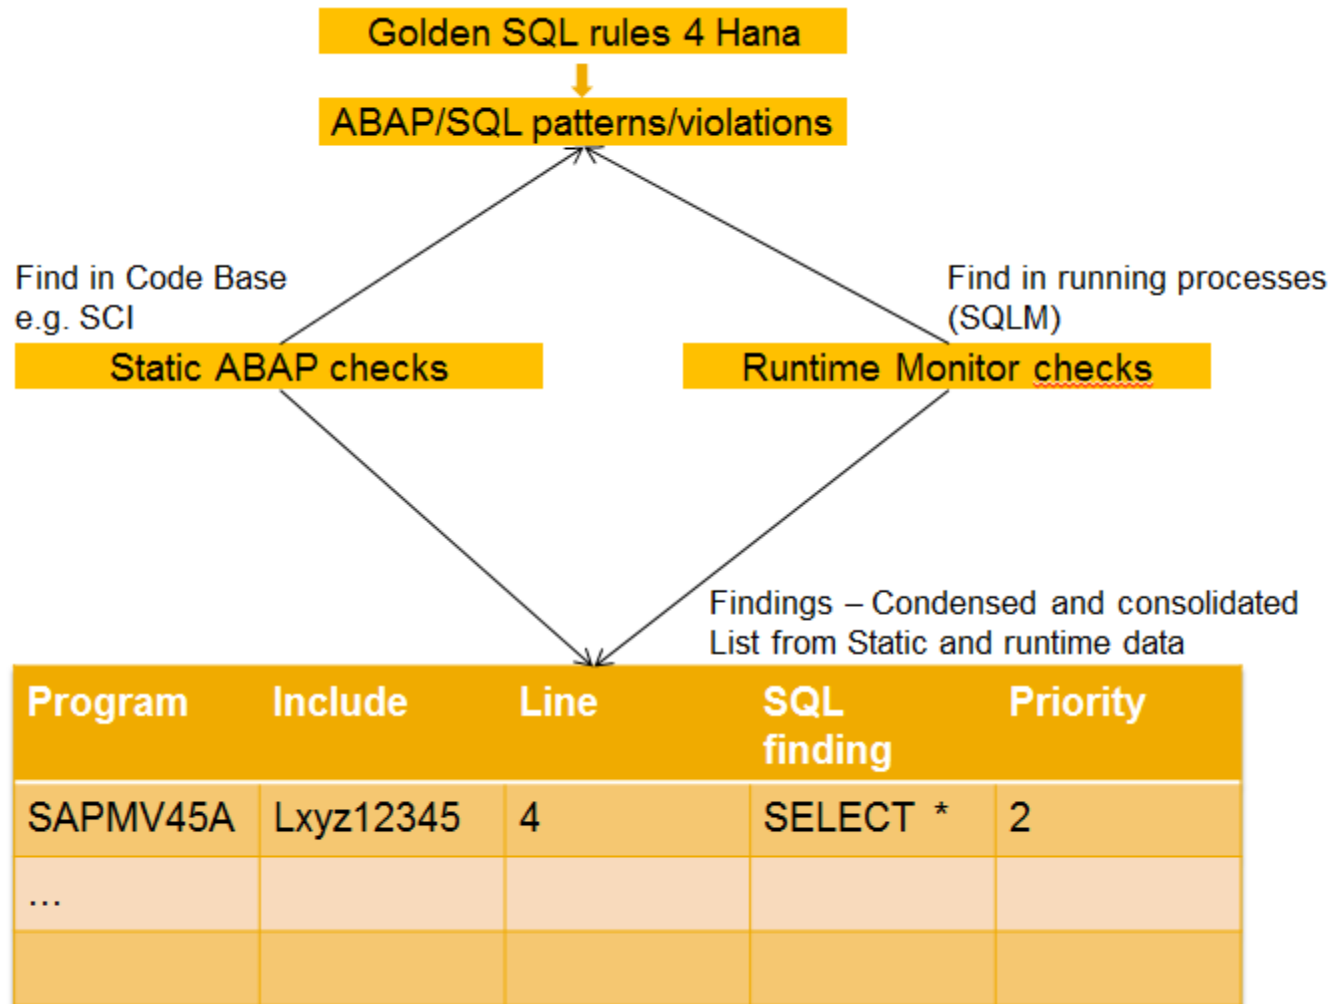 Golden SQL rules 4 Hana
ABAP/SQL patterns/violations
Find in Code Base
e.g. SCI
Find in running processes
(SQLM)
Static ABAP checks
Runtime Monitor checks
Findings – Condensed and consolidated
List from Static and runtime data
Program Include Line SQL finding Priority
SAPMV45A Lxyz12345 4 SELECT * 2
...